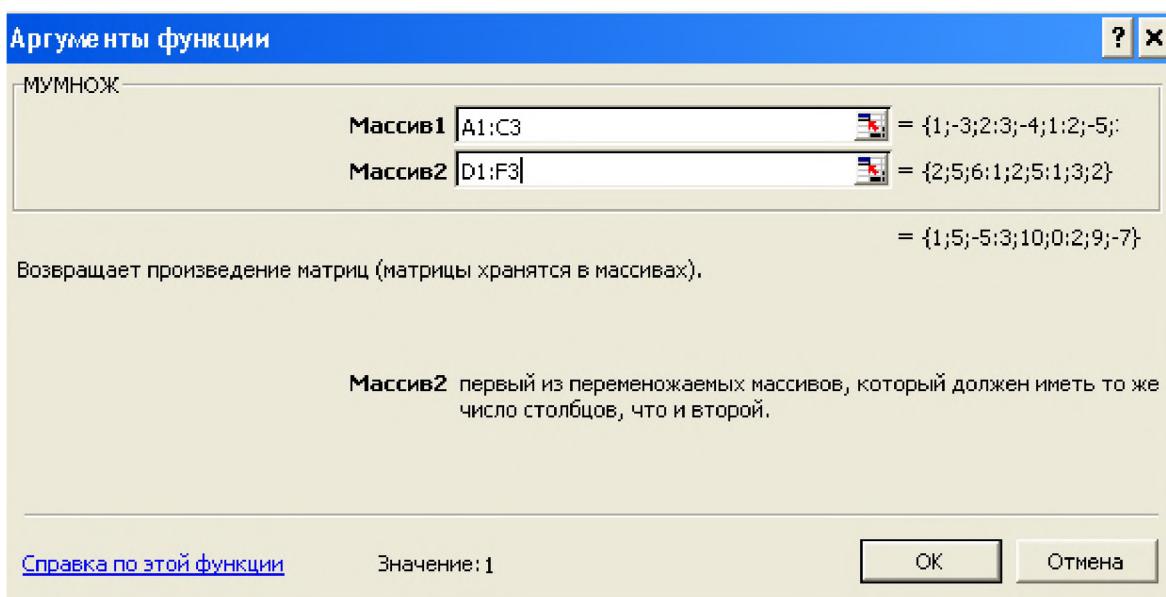 Аргументы функции
МУМНОЖ
Массив1 A1:C3 = {1;-3;2:3;-4;1:2;-5;
Массив2 D1:F3 = {2;5;6:1;2;5:1;3;2}
= {1;5;-5:3;10;0:2;9;-7}
Возвращает произведение матриц (матрицы хранятся в массивах).
Массив2 первый из переменожаемых массивов, который должен иметь то же
число столбцов, что и второй.
Справка по этой функции Значение:1 ОК Отмена